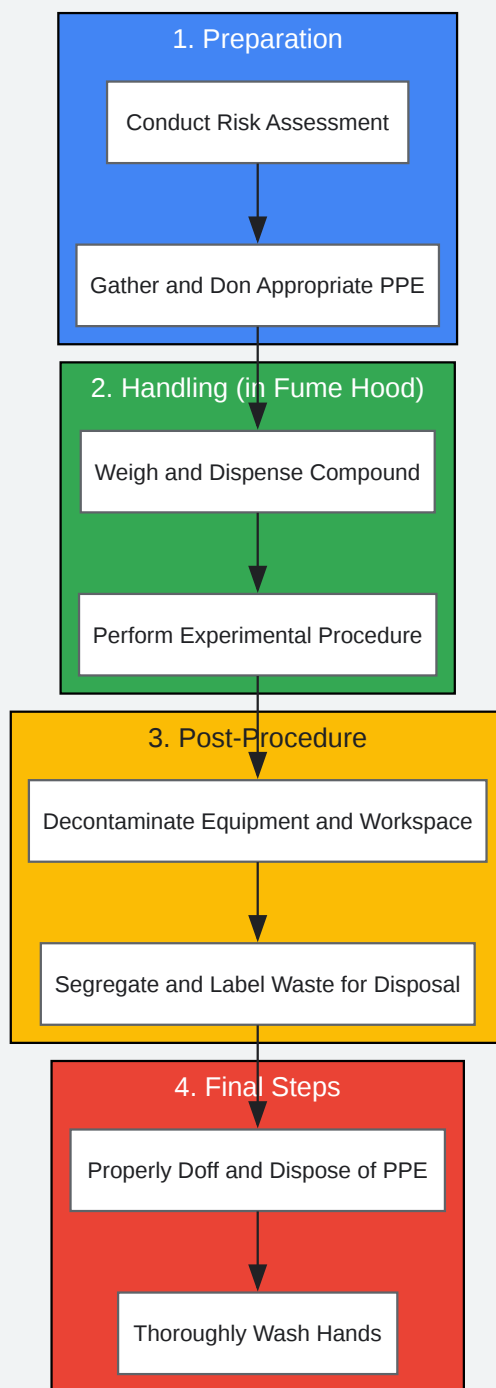 1. Preparation
Conduct Risk Assessment
Gather and Don Appropriate PPE
2. Handling (in Fume Hood)
Weigh and Dispense Compound
Perform Experimental Procedure
3. Post-Procedure
Decontaminate Equipment and Workspace
Segregate and Label Waste for Disposal
4. Final Steps
Properly Doff and Dispose of PPE
Thoroughly Wash Hands